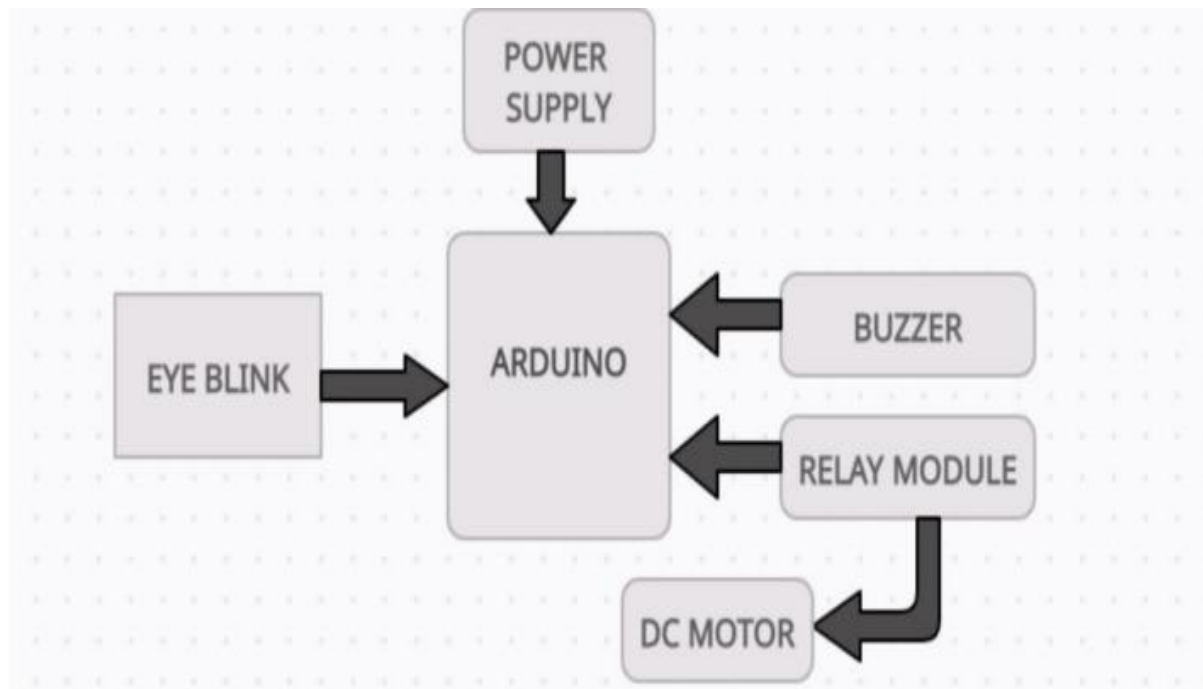 POWER
SUPPLY
ARDUINO
BUZZER
EYE BLINK
RELAY MODULE
DC MOTOR